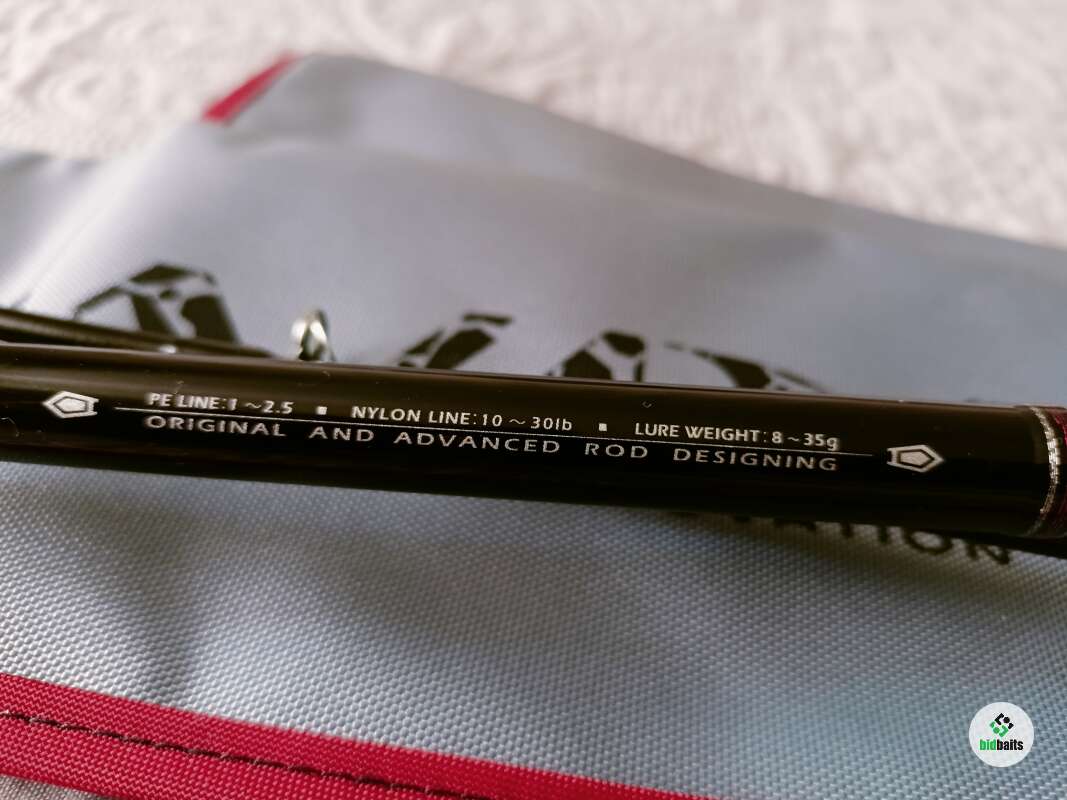 PE LINE:1～2.5 ■ NYLON LINE:10～30lb ■ LURE WEIGHT:8～35g
ORIGINAL AND ADVANCED ROD DESIGNING
bidbaits